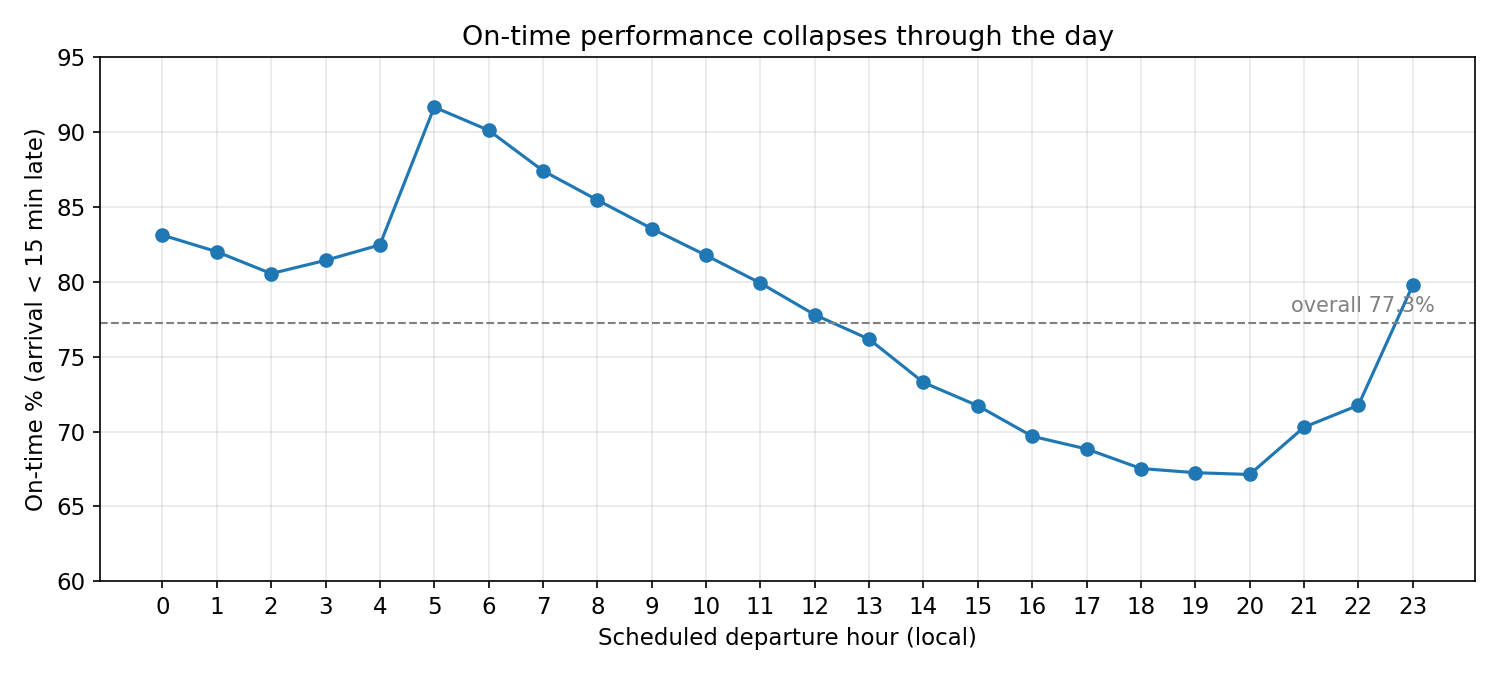 On-time performance collapses through the day
On-time % (arrival < 15 min late)
95
90
85
80
75
70
65
60
overall 77.3%
0 1 2 3 4 5 6 7 8 9 10 11 12 13 14 15 16 17 18 19 20 21 22 23
Scheduled departure hour (local)